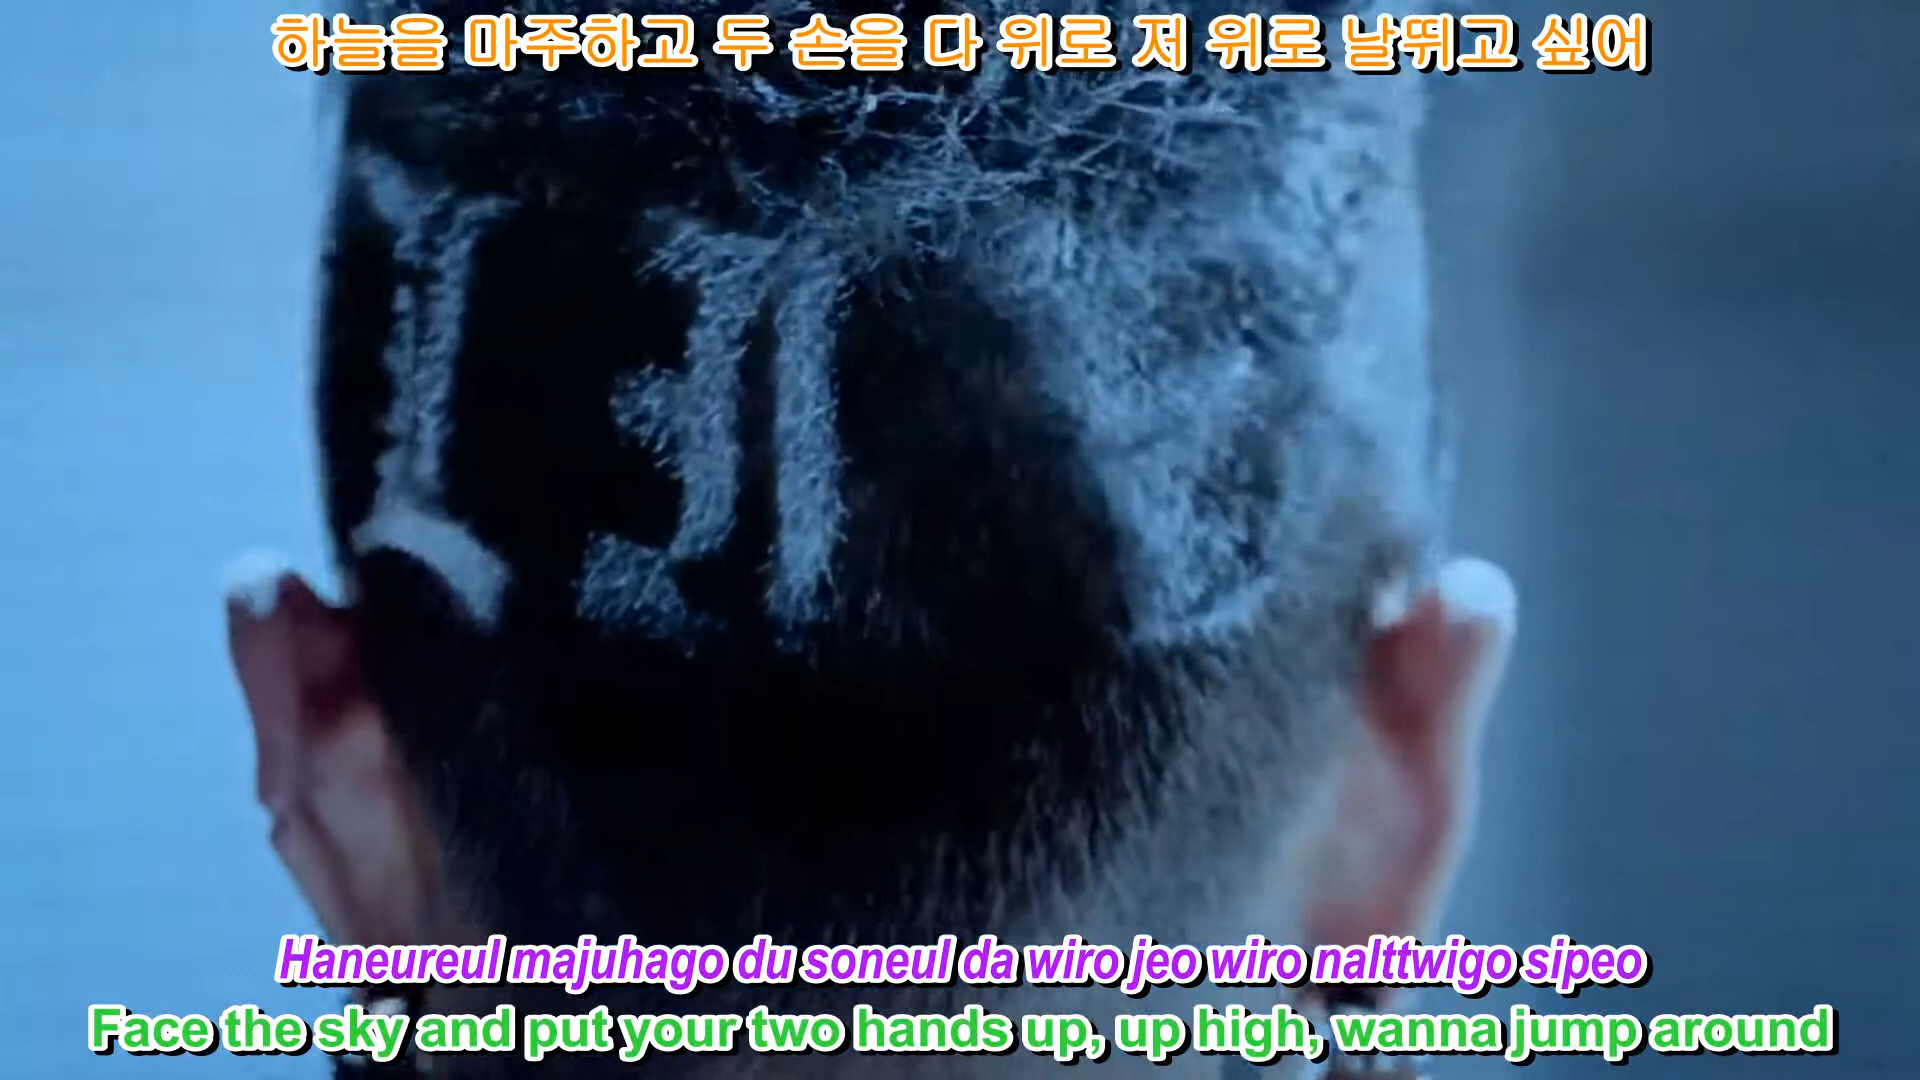 하늘을 마주하고 두 손을 다 위로 저 위로 날뛰고 싶어
Haneureul majuhago du soneul da wiro jeo wiro nalttwigo sipeo
Face the sky and put your two hands up, up high, wanna jump around